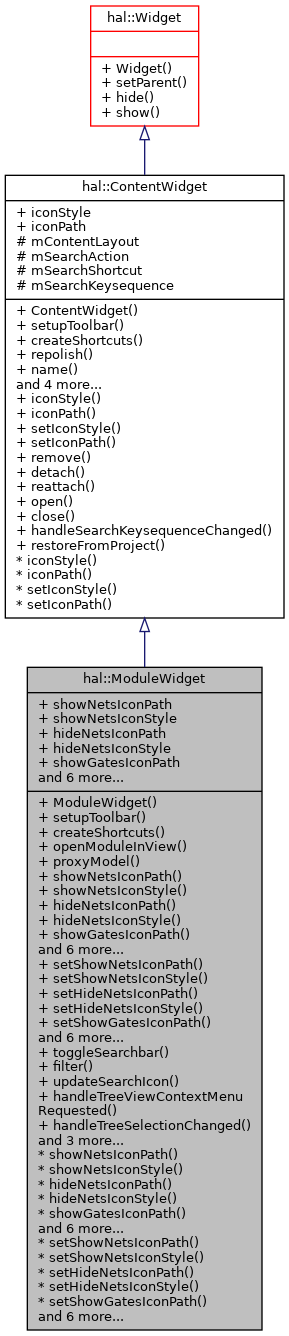 hal::Widget
+ Widget()
+ setParent()
+ hide()
+ show()
hal::ContentWidget
+ iconStyle
+ iconPath
# mContentLayout
# mSearchAction
# mSearchShortcut
# mSearchKeysequence
+ ContentWidget()
+ setupToolbar()
+ createShortcuts()
+ repolish()
+ name()
and 4 more...
+ iconStyle()
+ iconPath()
+ setIconStyle()
+ setIconPath()
+ remove()
+ detach()
+ reattach()
+ open()
+ close()
+ handleSearchKeysequenceChanged()
+ restoreFromProject()
* iconStyle()
* iconPath()
* setIconStyle()
* setIconPath()
hal::ModuleWidget
+ showNetsIconPath
+ showNetsIconStyle
+ hideNetsIconPath
+ hideNetsIconStyle
+ showGatesIconPath
and 6 more...
+ ModuleWidget()
+ setupToolbar()
+ createShortcuts()
+ openModuleInView()
+ proxyModel()
+ showNetsIconPath()
+ showNetsIconStyle()
+ hideNetsIconPath()
+ hideNetsIconStyle()
+ showGatesIconPath()
and 6 more...
+ setShowNetsIconPath()
+ setShowNetsIconStyle()
+ setHideNetsIconPath()
+ setHideNetsIconStyle()
+ setShowGatesIconPath()
and 6 more...
+ toggleSearchbar()
+ filter()
+ updateSearchIcon()
+ handleTreeViewContextMenu
Requested()
+ handleTreeSelectionChanged()
and 3 more...
* showNetsIconPath()
* showNetsIconStyle()
* hideNetsIconPath()
* hideNetsIconStyle()
* showGatesIconPath()
and 6 more...
* setShowNetsIconPath()
* setShowNetsIconStyle()
* setHideNetsIconPath()
* setHideNetsIconStyle()
* setShowGatesIconPath()
and 6 more...